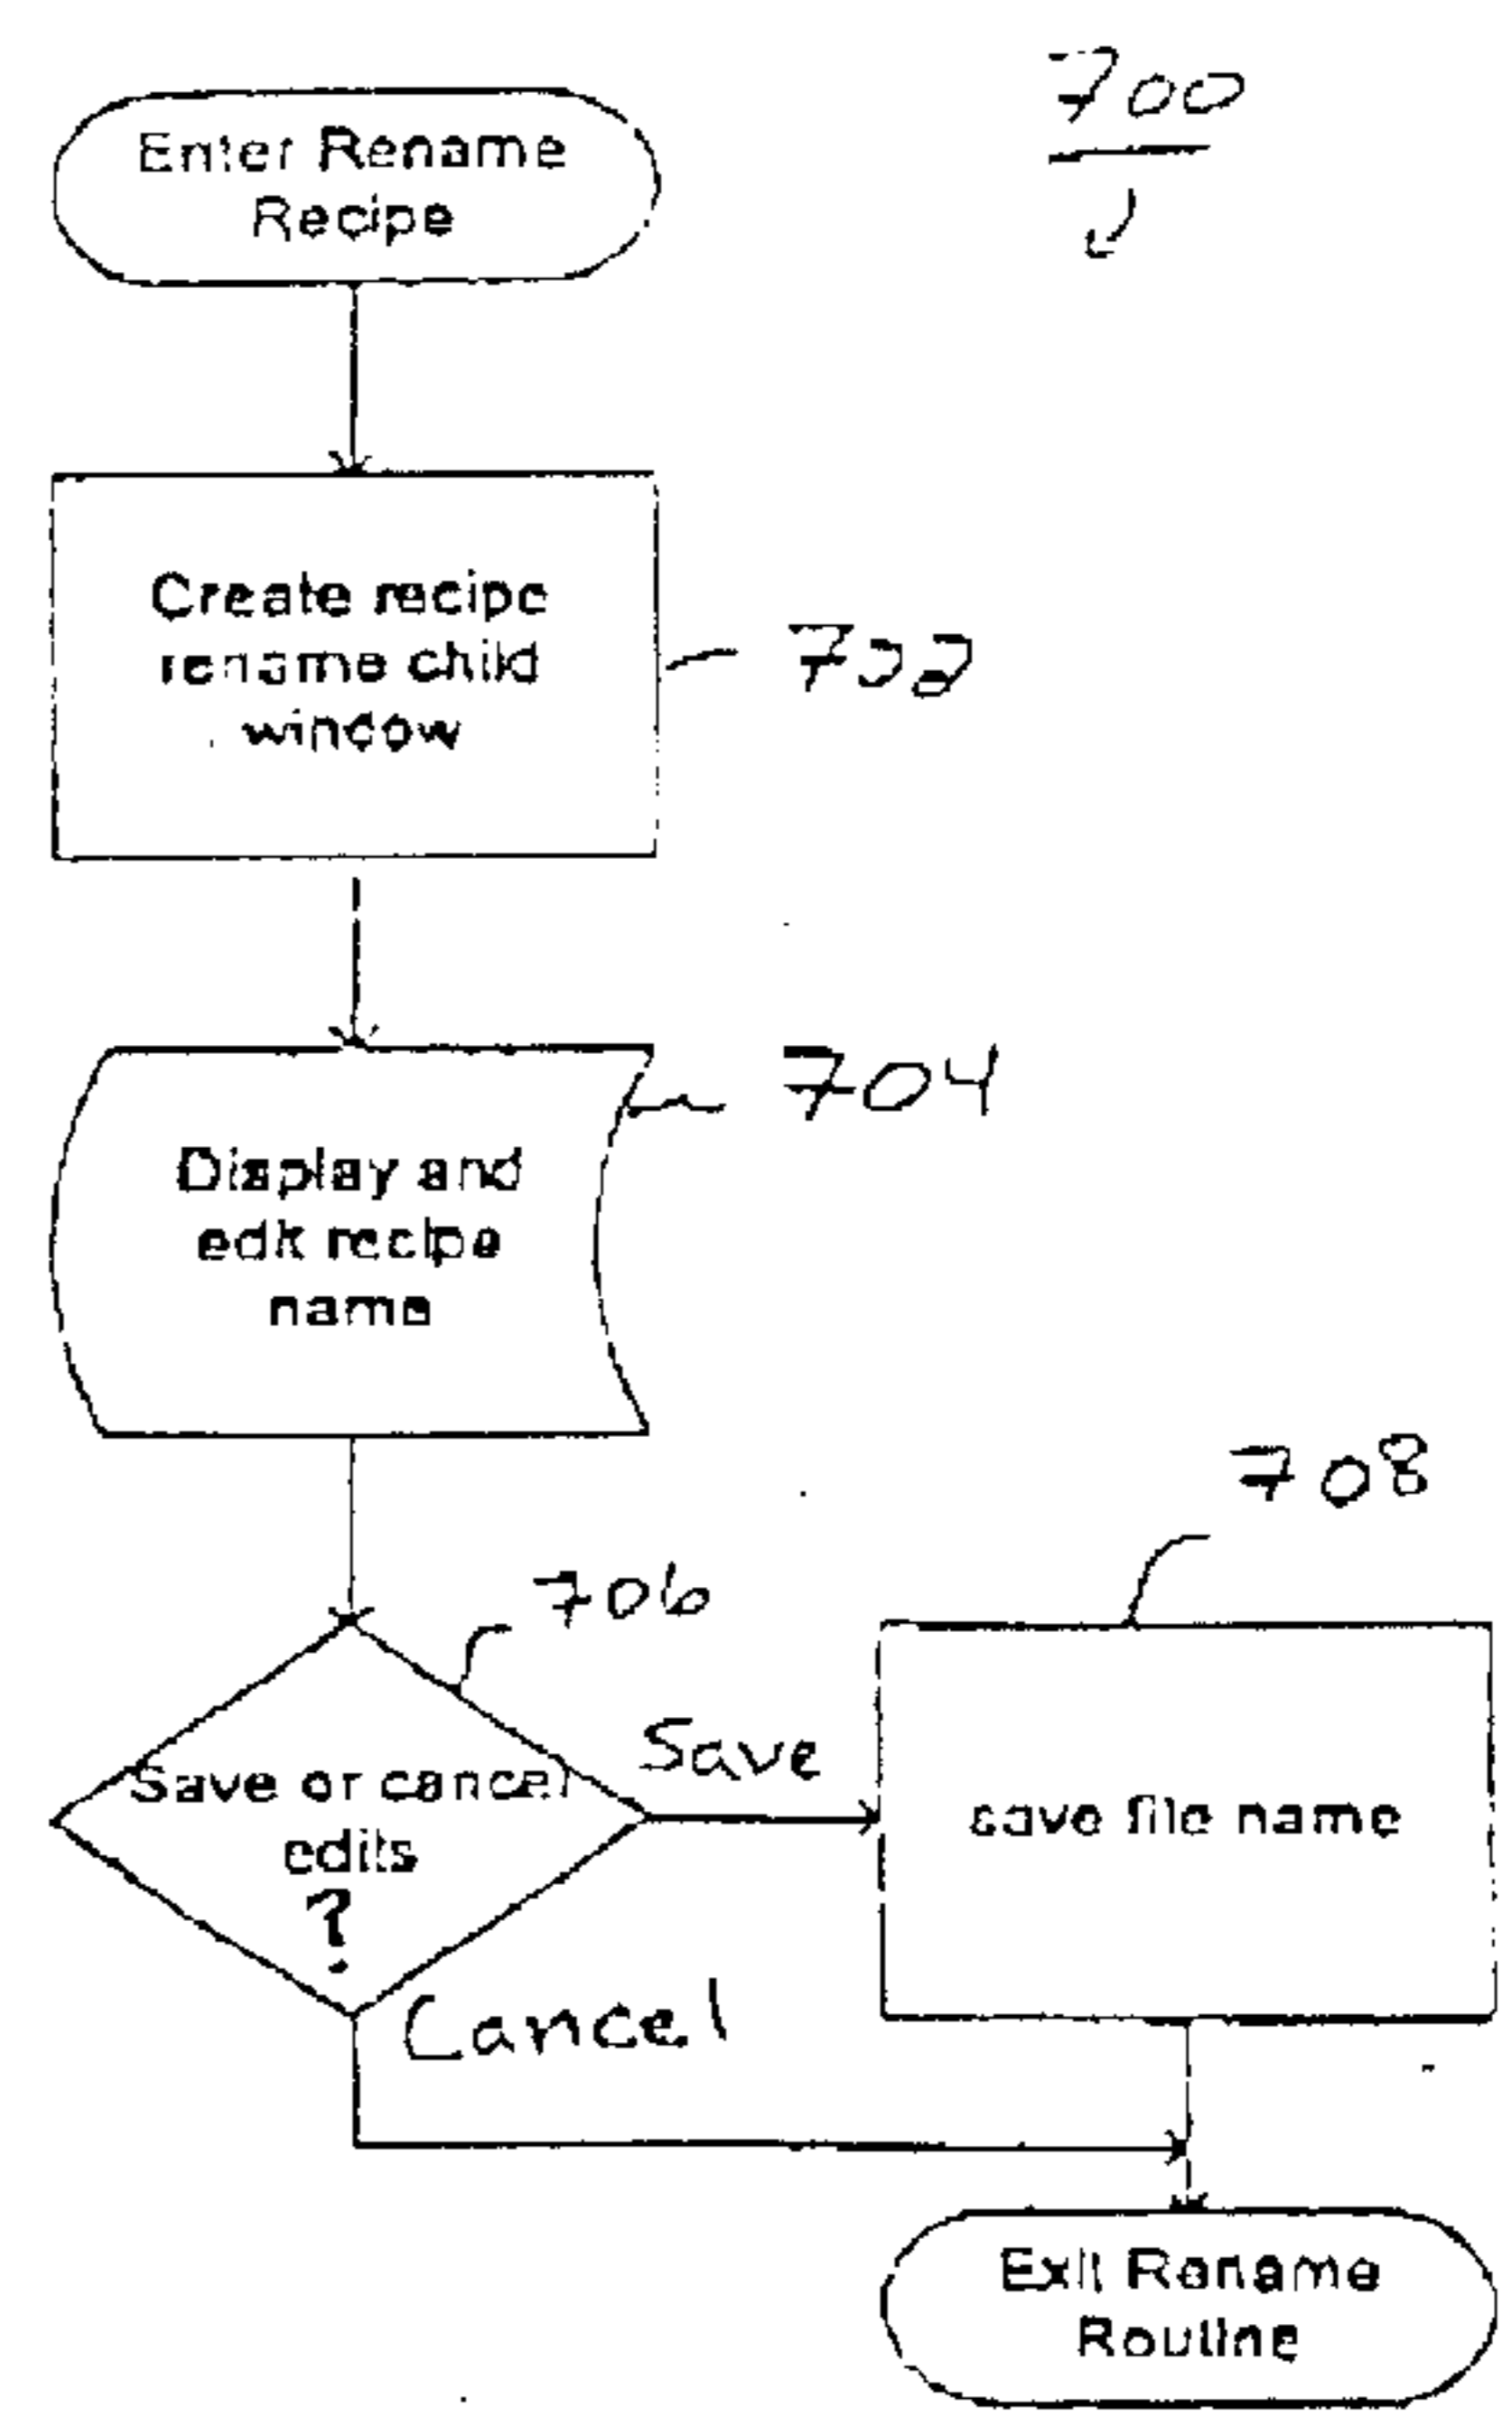 700
Enter Rename
Recipe
Create recipe
rename child
window
702
704
Display and
edit recipe
name
708
706
Save
Save or cancel
edits
?
save file name
Cancel
Exit Rename
Routine